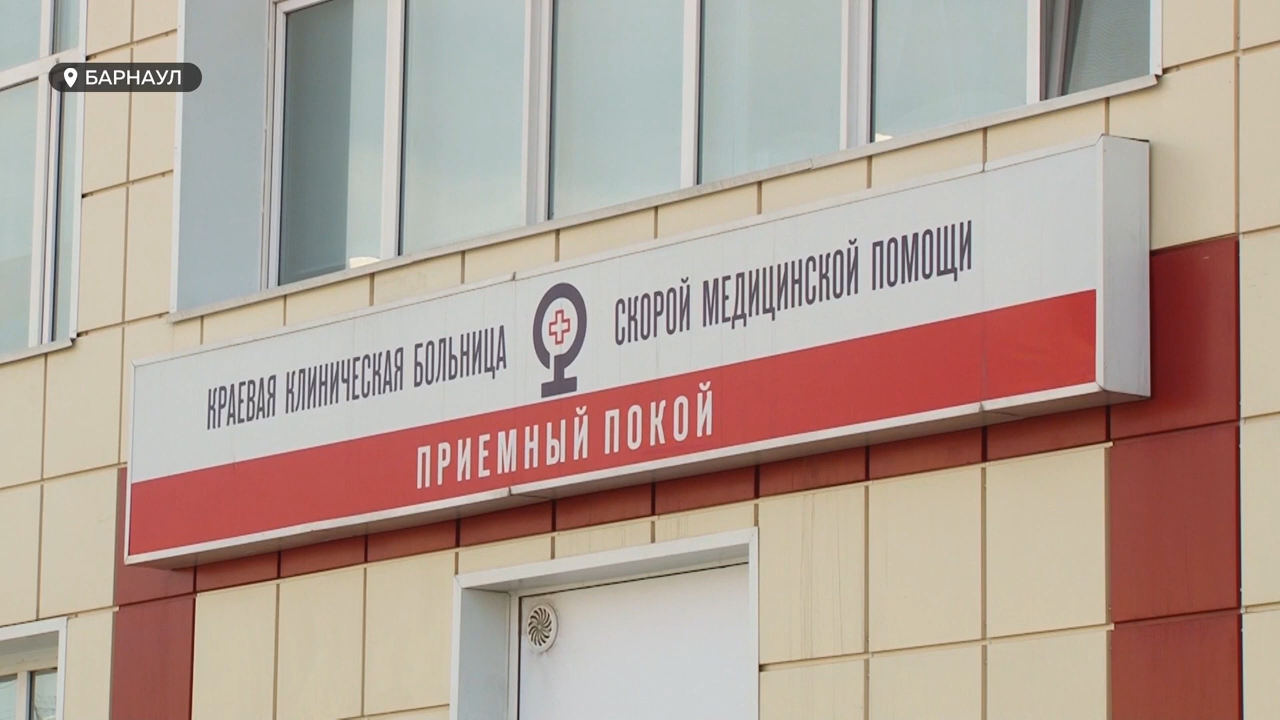 БАРНАУЛ
КРАЕВАЯ КЛИНИЧЕСКАЯ БОЛЬНИЦА СКОРОЙ МЕДИЦИНСКОЙ ПОМОЩИ
ПРИЕМНЫЙ ПОКОЙ